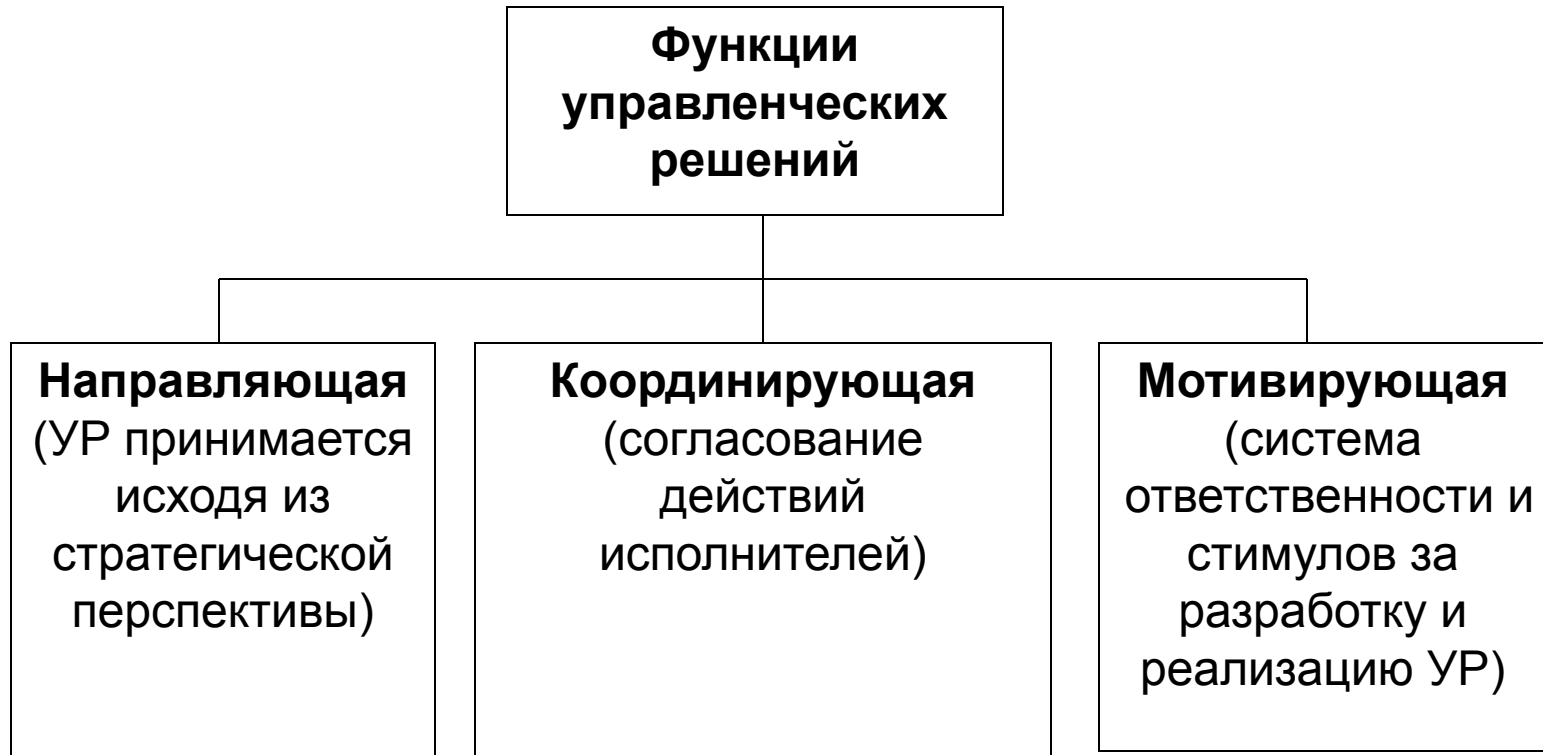 Функции
управленческих
решений
Направляющая
(УР принимается
исходя из
стратегической
перспективы)
Координирующая
(согласование
действий
исполнителей)
Мотивирующая
(система
ответственности и
стимулов за
разработку и
реализацию УР)